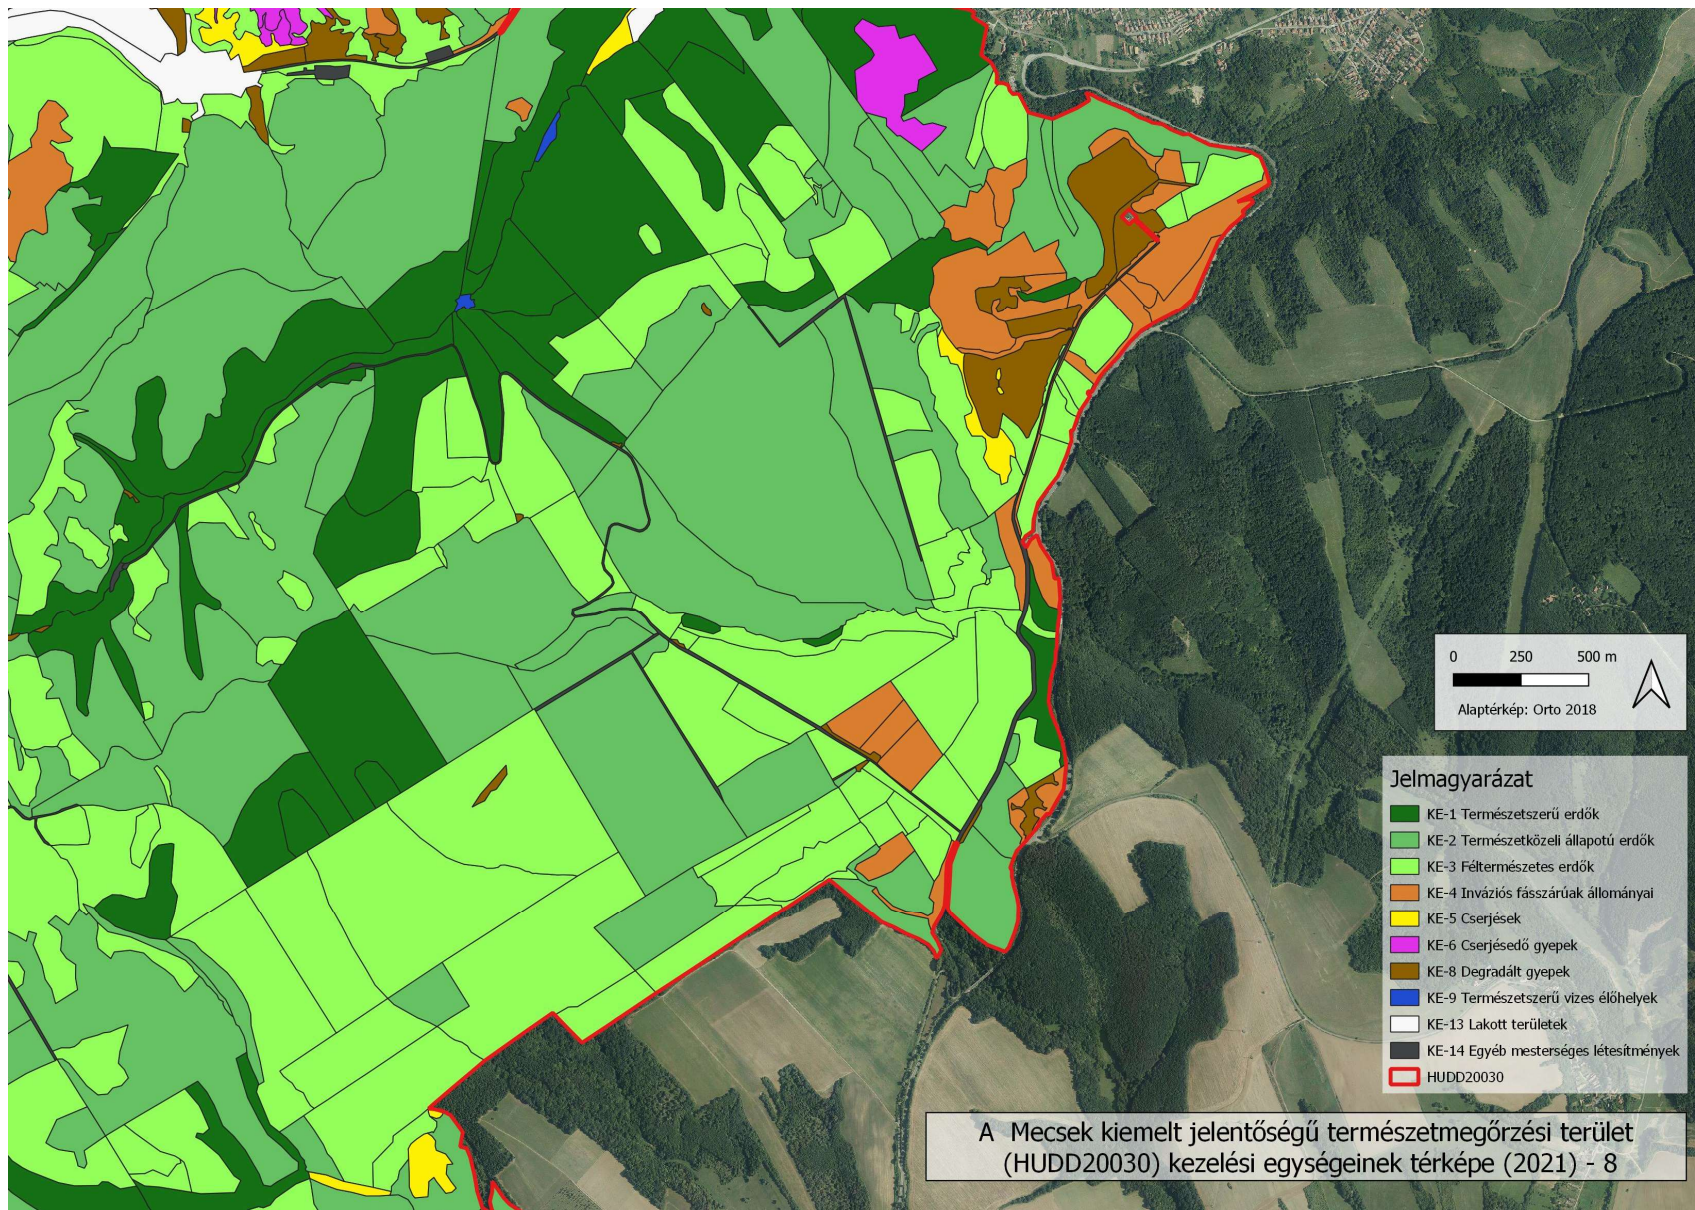 0 250 500 m
Alaptérkép: Orto 2018
Jelmagyarázat
KE-1 Természetszerű erdők
KE-2 Természetközeli állapotú erdők
KE-3 Féltermészetes erdők
KE-4 Inváziós fásszárúak állományai
KE-5 Cserjések
KE-6 Cserjésedő gyepek
KE-8 Degradált gyepek
KE-9 Természetszerű vizes élőhelyek
KE-13 Lakott területek
KE-14 Egyéb mesterséges létesítmények
HUDD20030
A Mecsek kiemelt jelentőségű természetmegőrzési terület
(HUDD20030) kezelési egységeinek térképe (2021) - 8